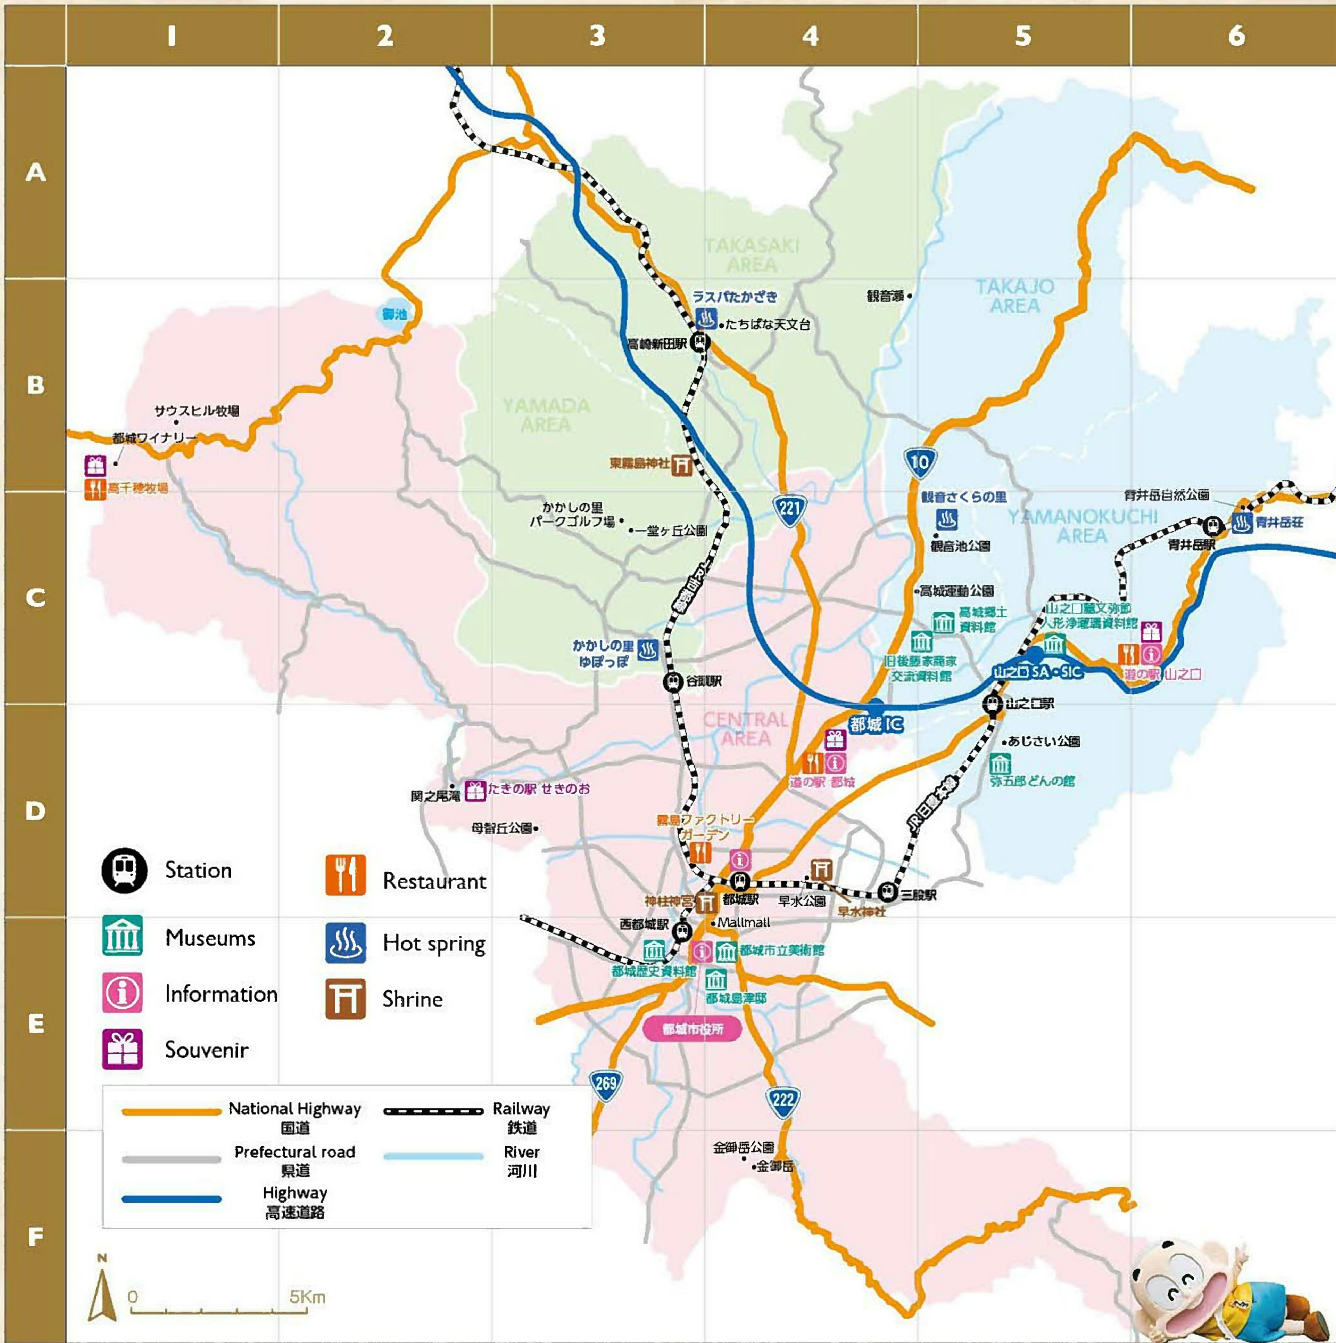 1 2 3 4 5 6
A
B
C
D
E
F
TAKASAKI
AREA
TAKAJO
AREA
御池
ラスパたかざき
たちばな天文台
観音瀬
高崎新田駅
YAMADA
AREA
サウスヒル牧場
都城ワイナリー
高千穂牧場
東霧島神社
10
221
観音さくらの里
青井岳自然公園
青井岳荘
かかしの里
パークゴルフ場
一堂ヶ丘公園
観音池公園
YAMANOKUCHI
AREA
青井岳駅
JR吉都線
高城運動公園
高城郷土
資料館
山之口麓文弥節
人形浄瑠璃資料館
かかしの里
ゆぽっぽ
旧後藤家商家
交流資料館
山之口SA・SIC
道の駅 山之口
谷頭駅
山之口駅
CENTRAL
AREA
都城IC
あじさい公園
道の駅 都城
弥五郎どんの館
関之尾滝
たきの駅 せきのお
JR日豊本線
母智丘公園
霧島ファクトリー
ガーデン
神柱神宮
都城駅
早水公園
早水神社
三股駅
西都城駅
Mallmall
都城歴史資料館
都城市立美術館
都城島津邸
都城市役所
269
222
金御岳公園
金御岳
Station
Restaurant
Museums
Hot spring
Information
Shrine
Souvenir
National Highway
国道
Railway
鉄道
Prefectural road
県道
River
河川
Highway
高速道路
N
0 5Km